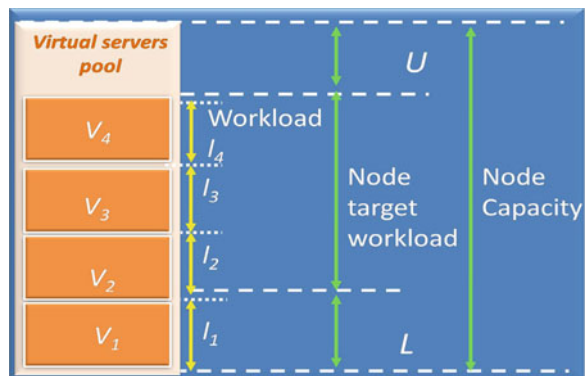 Virtual servers
pool
U
V4
Workload
l4
V3
l3
Node
target
workload
Node
Capacity
V2
l2
V1
l1
L